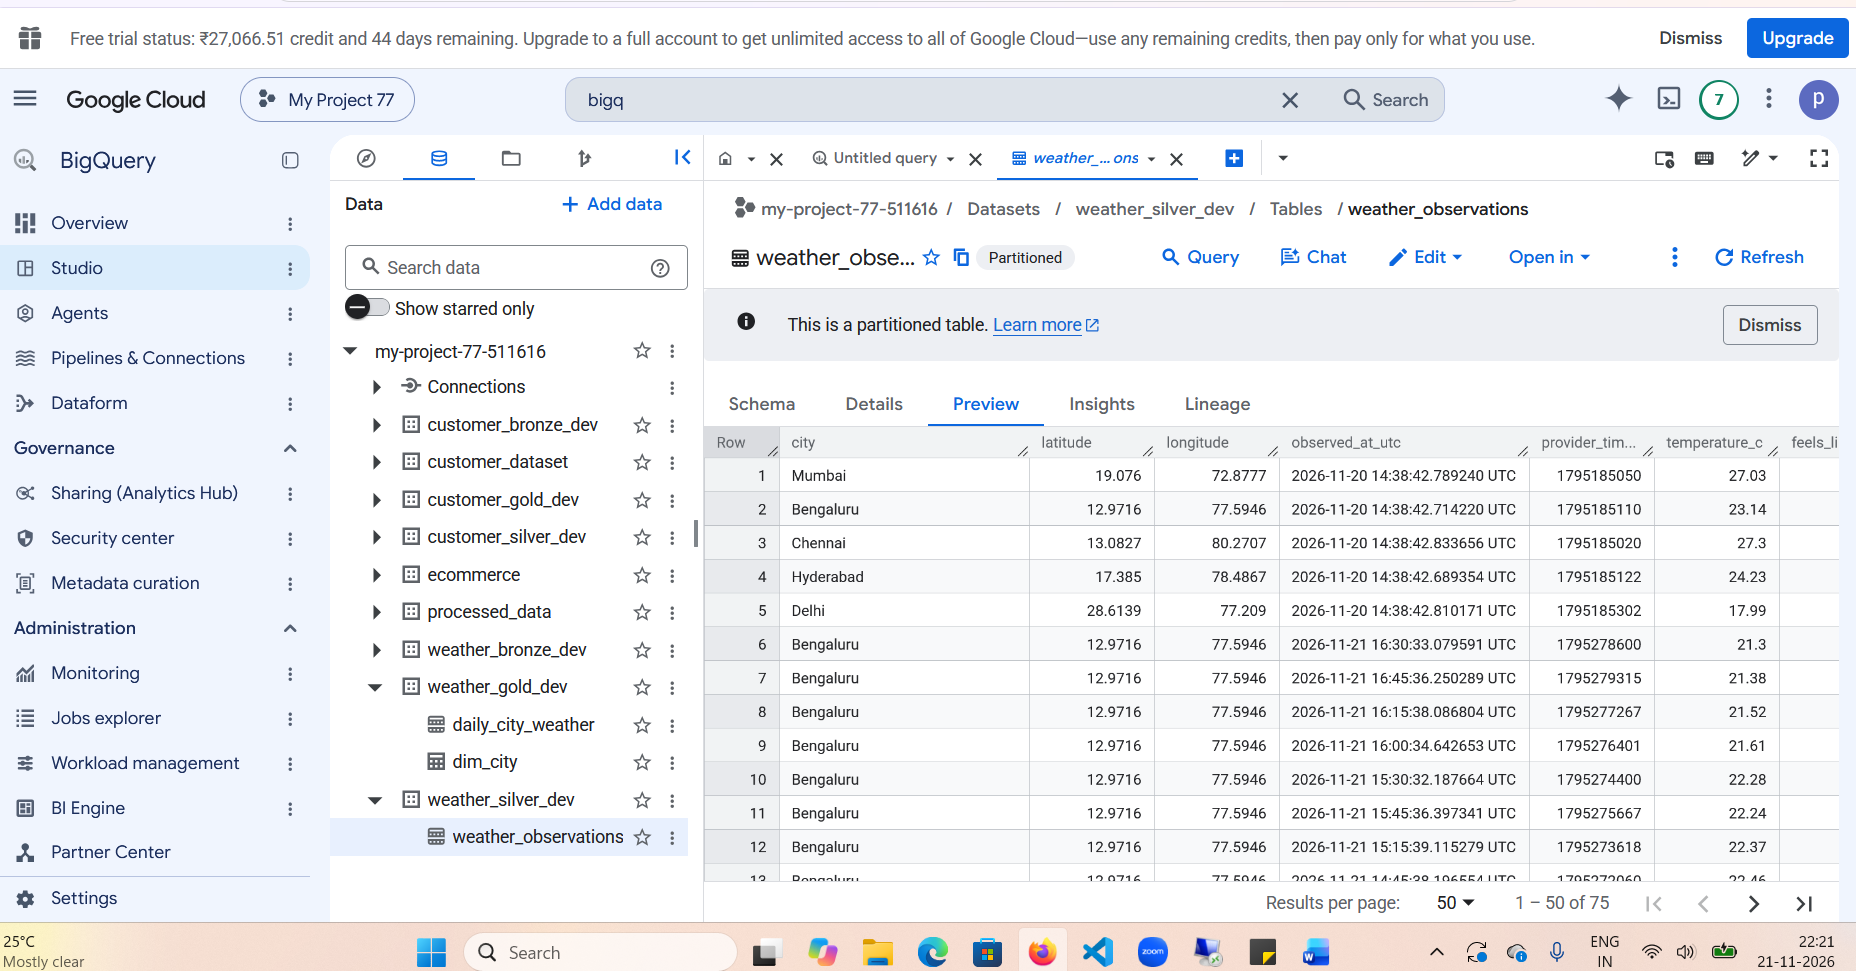 Free trial status: ₹27,066.51 credit and 44 days remaining. Upgrade to a full account to get unlimited access to all of Google Cloud—use any remaining credits, then pay only for what you use.
Dismiss
Upgrade
Google Cloud
My Project 77
bigq
Search
7
p
BigQuery
Overview
Studio
Agents
Pipelines & Connections
Dataform
Governance
Sharing (Analytics Hub)
Security center
Metadata curation
Administration
Monitoring
Jobs explorer
Workload management
BI Engine
Partner Center
Settings
Data
Add data
Search data
Show starred only
my-project-77-511616
Connections
customer_bronze_dev
customer_dataset
customer_gold_dev
customer_silver_dev
ecommerce
processed_data
weather_bronze_dev
weather_gold_dev
daily_city_weather
dim_city
weather_silver_dev
weather_observations
Untitled query
weather_...ons
my-project-77-511616 / Datasets / weather_silver_dev / Tables / weather_observations
weather_obse... Partitioned
Query
Chat
Edit
Open in
Refresh
This is a partitioned table. Learn more
Dismiss
Schema Details Preview Insights Lineage
Row city latitude longitude observed_at_utc provider_tim... temperature_c feels_li
1 Mumbai 19.076 72.8777 2026-11-20 14:38:42.789240 UTC 1795185050 27.03
2 Bengaluru 12.9716 77.5946 2026-11-20 14:38:42.714220 UTC 1795185110 23.14
3 Chennai 13.0827 80.2707 2026-11-20 14:38:42.833656 UTC 1795185020 27.3
4 Hyderabad 17.385 78.4867 2026-11-20 14:38:42.689354 UTC 1795185122 24.23
5 Delhi 28.6139 77.209 2026-11-20 14:38:42.810171 UTC 1795185302 17.99
6 Bengaluru 12.9716 77.5946 2026-11-21 16:30:33.079591 UTC 1795278600 21.3
7 Bengaluru 12.9716 77.5946 2026-11-21 16:45:36.250289 UTC 1795279315 21.38
8 Bengaluru 12.9716 77.5946 2026-11-21 16:15:38.086804 UTC 1795277267 21.52
9 Bengaluru 12.9716 77.5946 2026-11-21 16:00:34.642653 UTC 1795276401 21.61
10 Bengaluru 12.9716 77.5946 2026-11-21 15:30:32.187664 UTC 1795274400 22.28
11 Bengaluru 12.9716 77.5946 2026-11-21 15:45:36.397341 UTC 1795275667 22.24
12 Bengaluru 12.9716 77.5946 2026-11-21 15:15:39.115279 UTC 1795273618 22.37
13 Bengaluru 12.9716 77.5946 2026-11-21 14:45:38.196554 UTC 1795272060 22.46
Results per page: 50 1 – 50 of 75
25°C
Mostly clear
Search
zoom
ENG
IN
22:21
21-11-2026